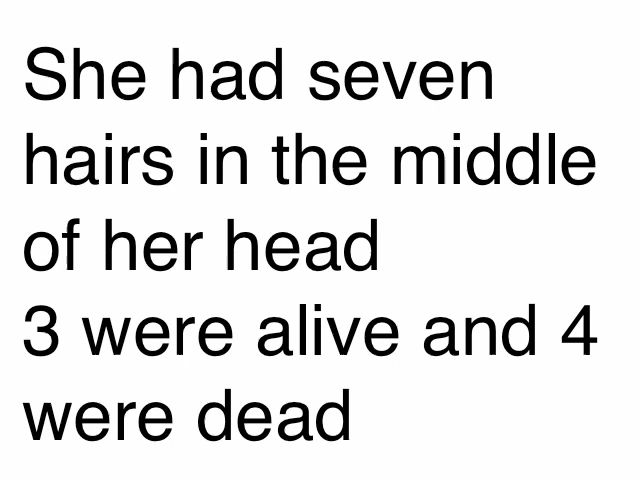 She had seven
hairs in the middle
of her head
3 were alive and 4
were dead